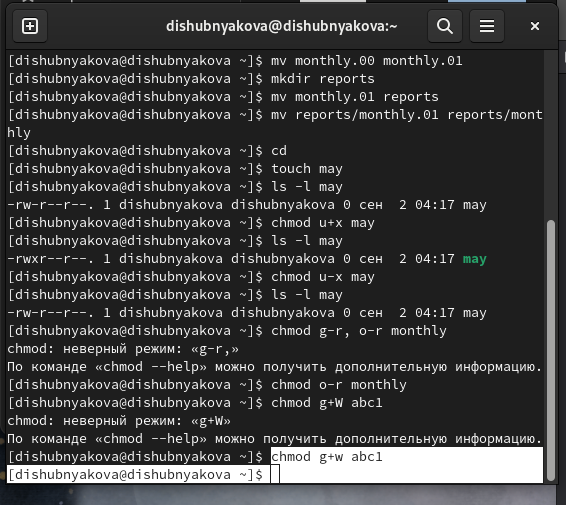 dishubnyakova@dishubnyakova:~
[dishubnyakova@dishubnyakova ~]$ mv monthly.00 monthly.01
[dishubnyakova@dishubnyakova ~]$ mkdir reports
[dishubnyakova@dishubnyakova ~]$ mv monthly.01 reports
[dishubnyakova@dishubnyakova ~]$ mv reports/monthly.01 reports/mont
hly
[dishubnyakova@dishubnyakova ~]$ cd
[dishubnyakova@dishubnyakova ~]$ touch may
[dishubnyakova@dishubnyakova ~]$ ls -l may
-rw-r--r--. 1 dishubnyakova dishubnyakova 0 сен  2 04:17 may
[dishubnyakova@dishubnyakova ~]$ chmod u+x may
[dishubnyakova@dishubnyakova ~]$ ls -l may
-rwxr--r--. 1 dishubnyakova dishubnyakova 0 сен  2 04:17 may
[dishubnyakova@dishubnyakova ~]$ chmod u-x may
[dishubnyakova@dishubnyakova ~]$ ls -l may
-rw-r--r--. 1 dishubnyakova dishubnyakova 0 сен  2 04:17 may
[dishubnyakova@dishubnyakova ~]$ chmod g-r, o-r monthly
chmod: неверный режим: «g-r,»
По команде «chmod --help» можно получить дополнительную информацию.
[dishubnyakova@dishubnyakova ~]$ chmod o-r monthly
[dishubnyakova@dishubnyakova ~]$ chmod g+W abc1
chmod: неверный режим: «g+W»
По команде «chmod --help» можно получить дополнительную информацию.
[dishubnyakova@dishubnyakova ~]$ chmod g+w abc1
[dishubnyakova@dishubnyakova ~]$